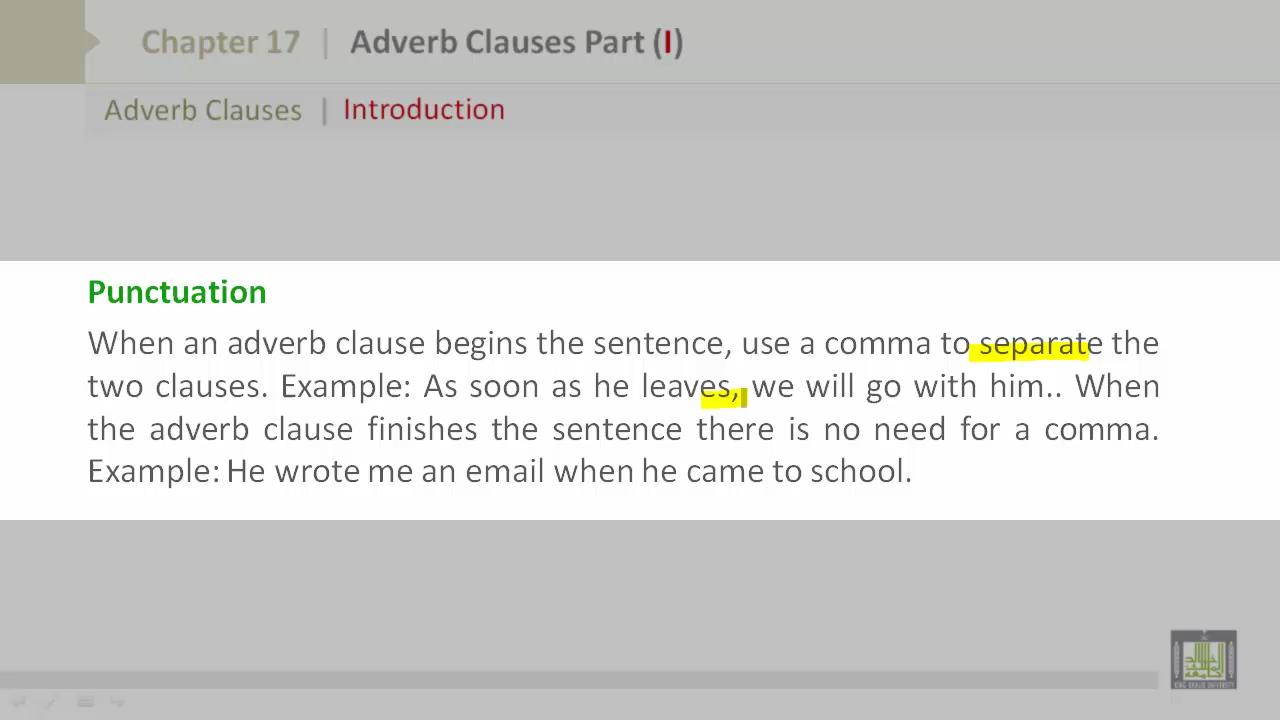 Chapter 17 | Adverb Clauses Part (I)
Adverb Clauses | Introduction
Punctuation
When an adverb clause begins the sentence, use a comma to separate the
two clauses. Example: As soon as he leaves, we will go with him.. When
the adverb clause finishes the sentence there is no need for a comma.
Example: He wrote me an email when he came to school.
KING KHALID UNIVERSITY